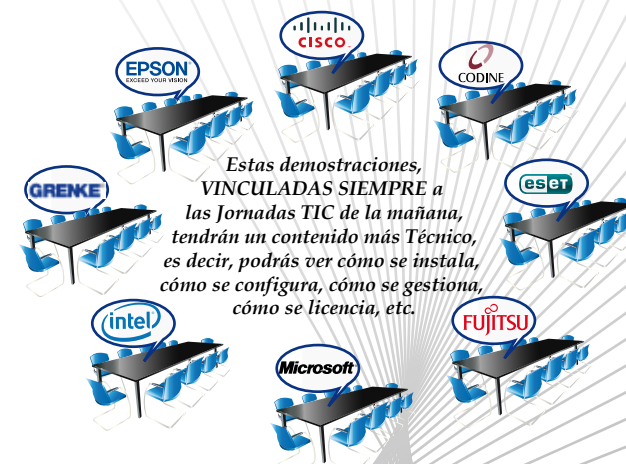 CISCO
EPSON
EXCEED YOUR VISION
CODINE
Estas demostraciones,
VINCULADAS SIEMPRE a
las Jornadas TIC de la mañana,
tendrán un contenido más Técnico,
es decir, podrás ver cómo se instala,
cómo se configura, cómo se gestiona,
cómo se licencia, etc.
GRENKE
eset
intel
FUJITSU
Microsoft